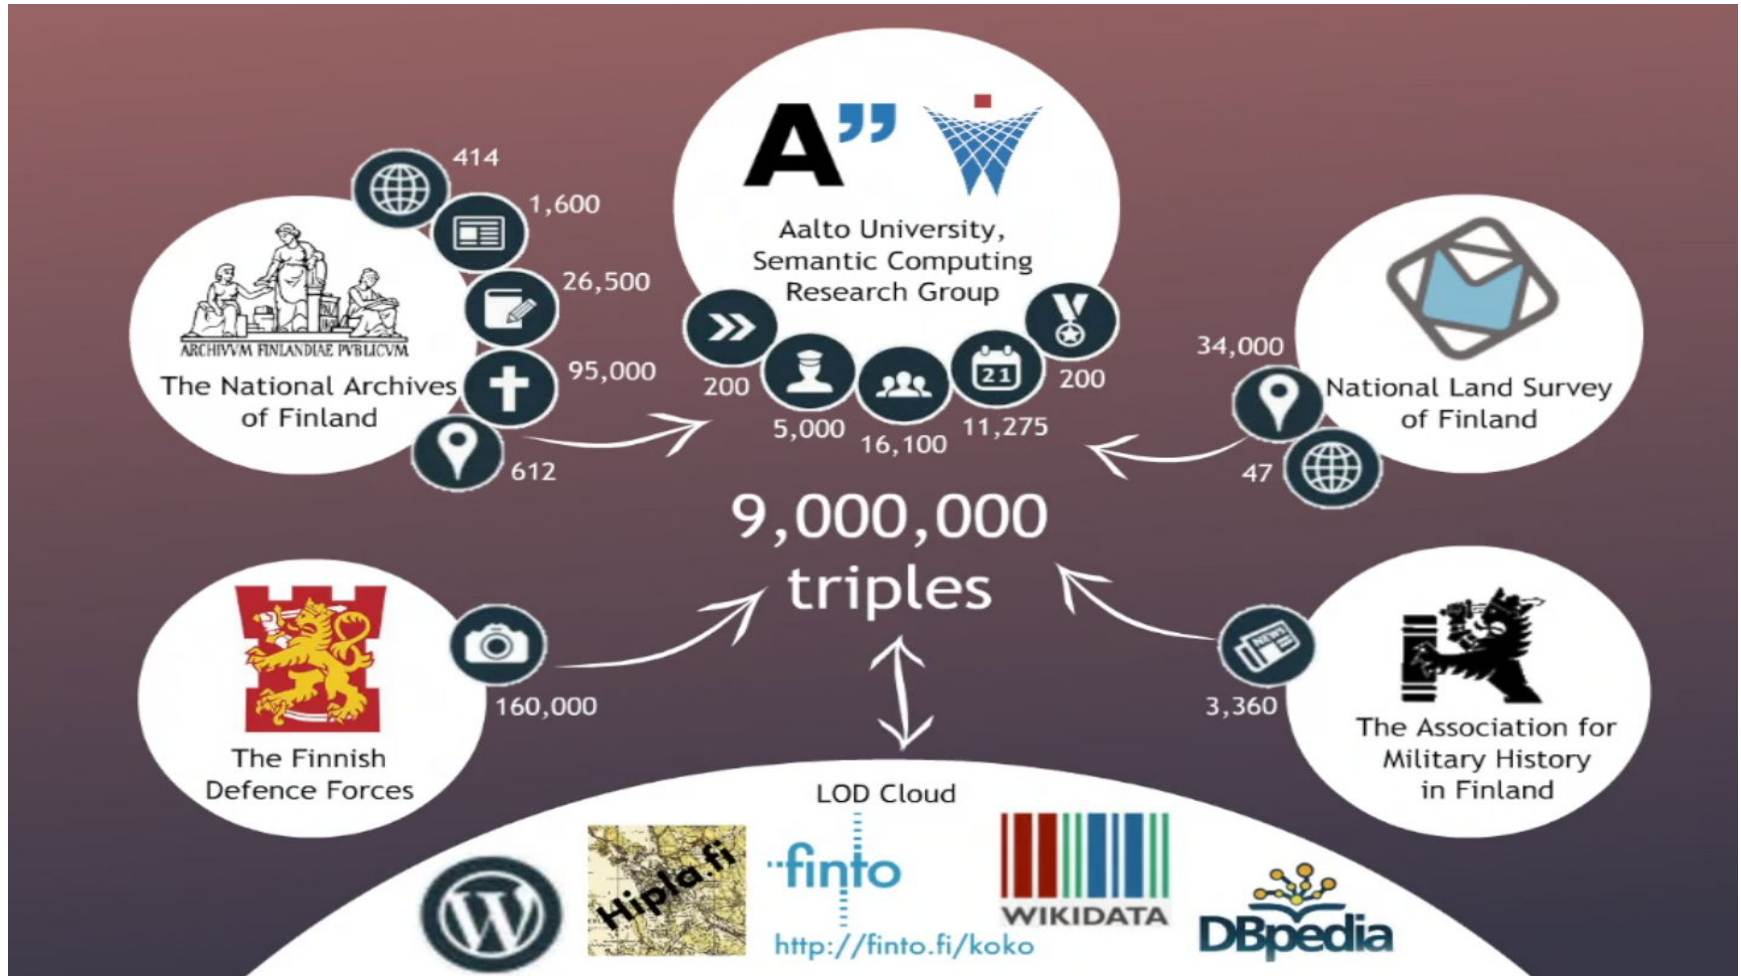 414
1,600
26,500
95,000
612
ARCHIVVM FINLANDIAE PVBLICVM
The National Archives
of Finland
A”
Aalto University,
Semantic Computing
Research Group
200
5,000
16,100
21
11,275
200
34,000
47
National Land Survey
of Finland
9,000,000
triples
160,000
The Finnish
Defence Forces
NEWS
3,360
The Association for
Military History
in Finland
LOD Cloud
W
Hipla.fi
finto
http://finto.fi/koko
WIKIDATA
DBpedia